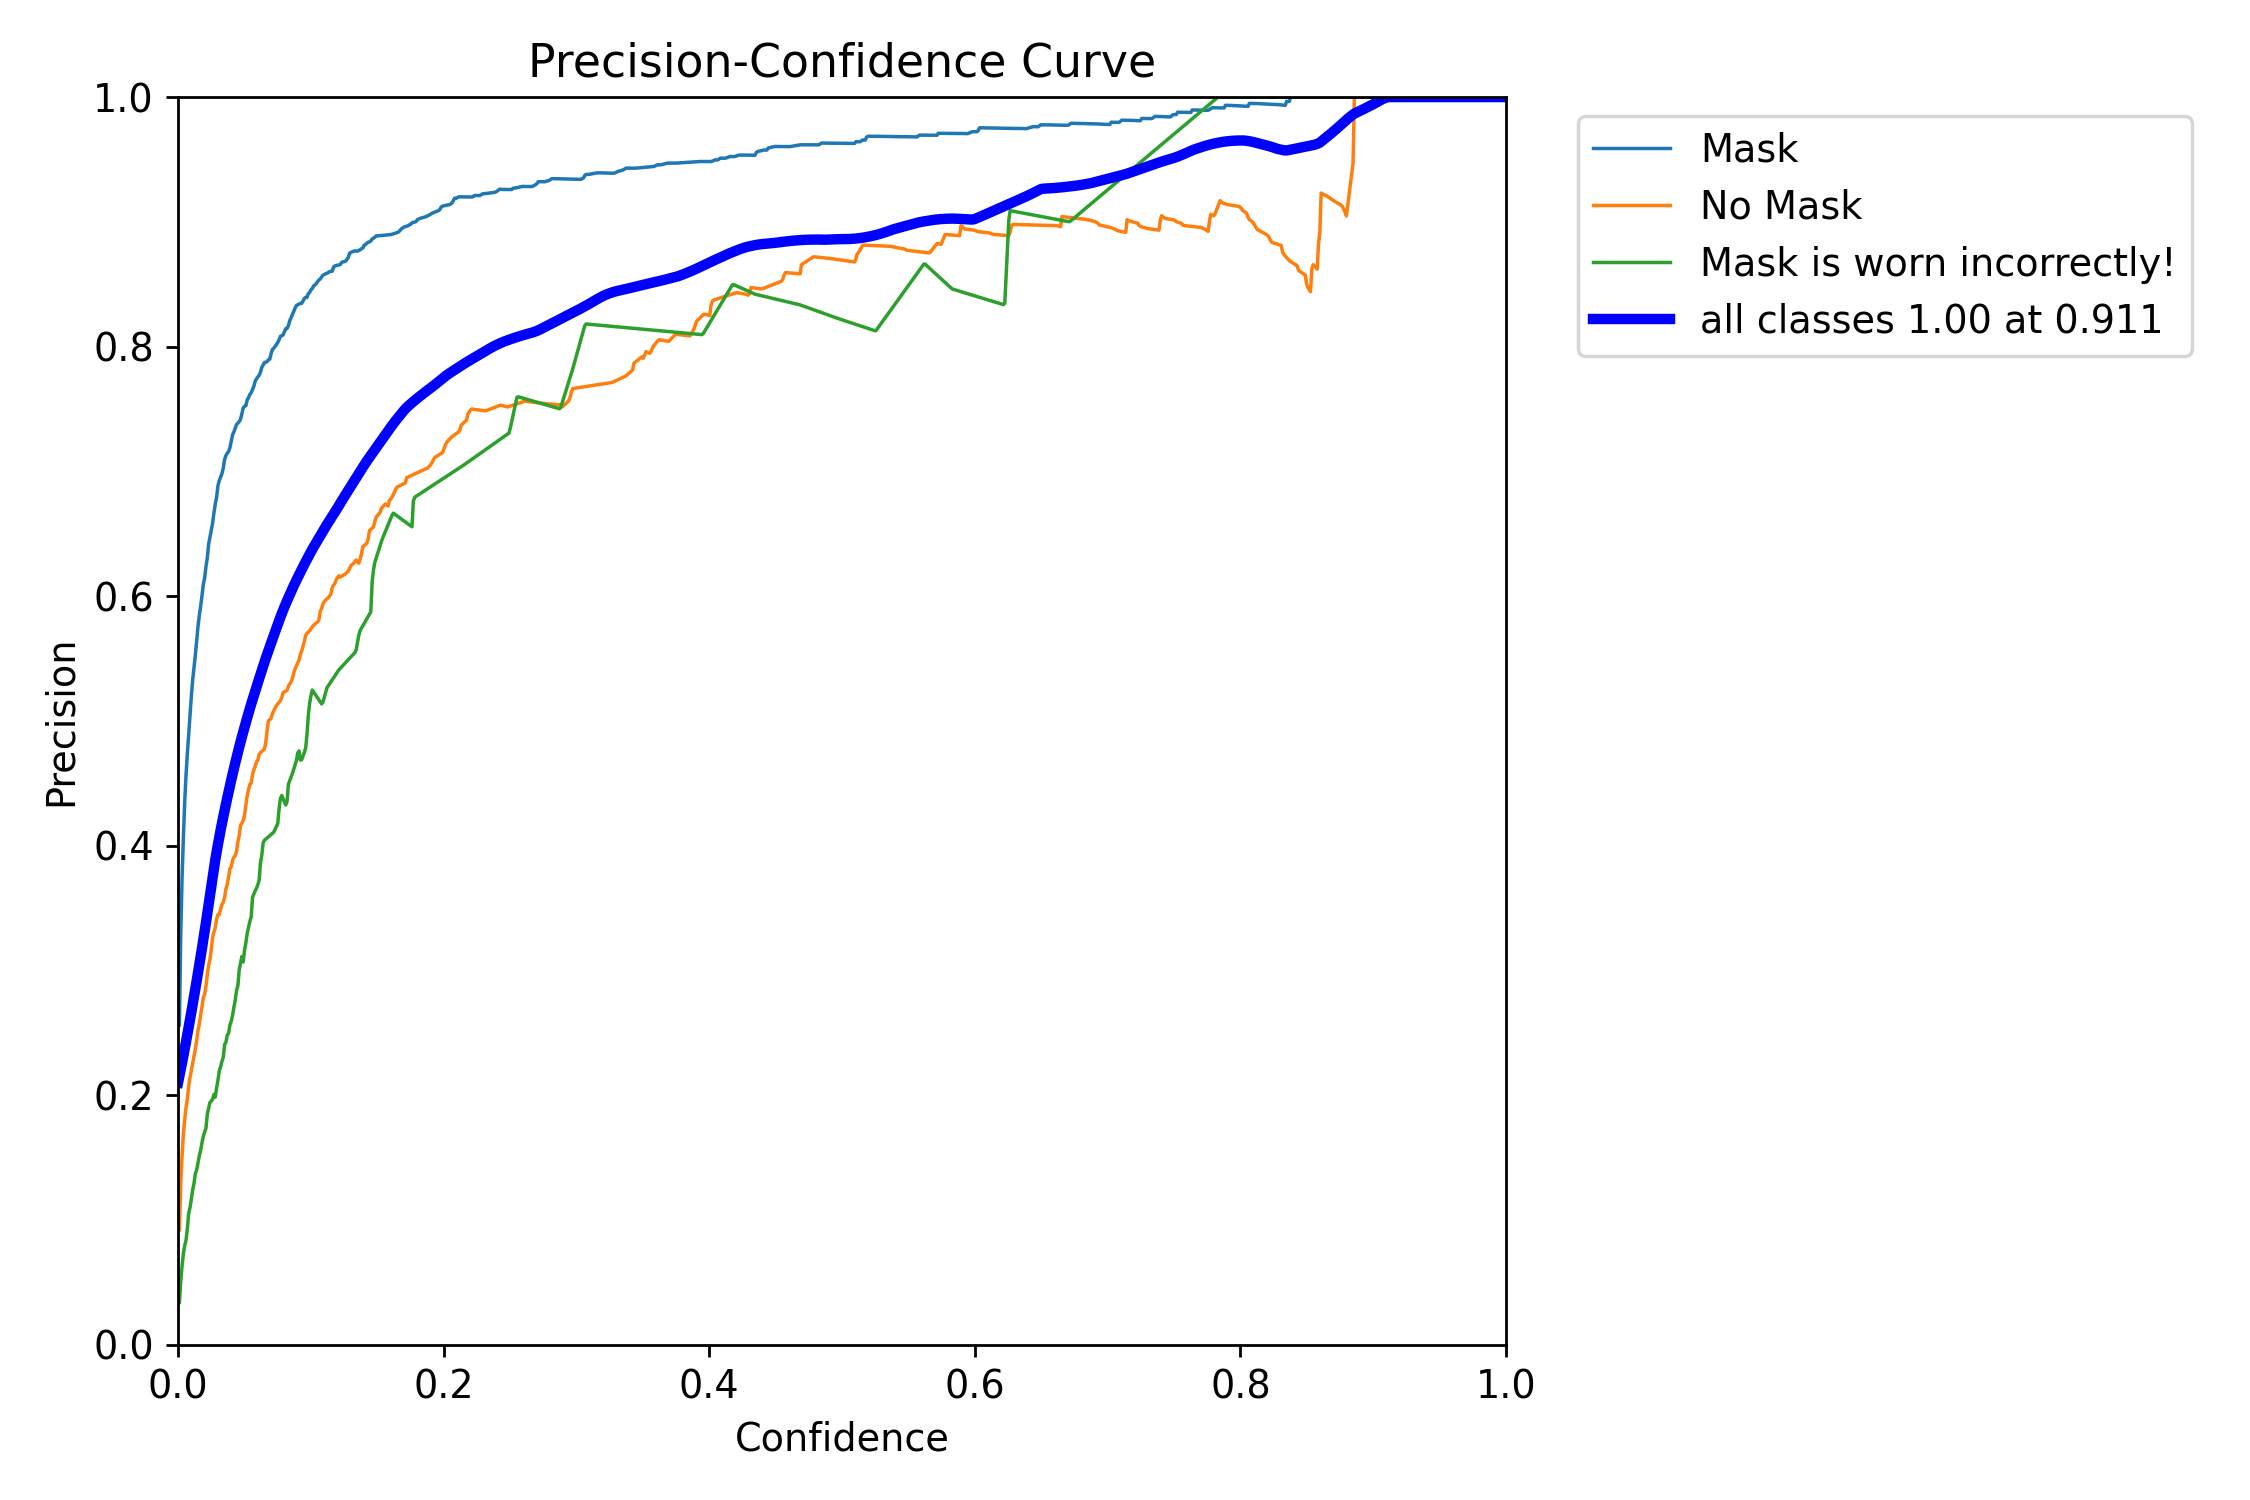 Precision-Confidence Curve
Precision
1.0
0.8
0.6
0.4
0.2
0.0
0.0 0.2 0.4 0.6 0.8 1.0
Confidence
Mask
No Mask
Mask is worn incorrectly!
all classes 1.00 at 0.911